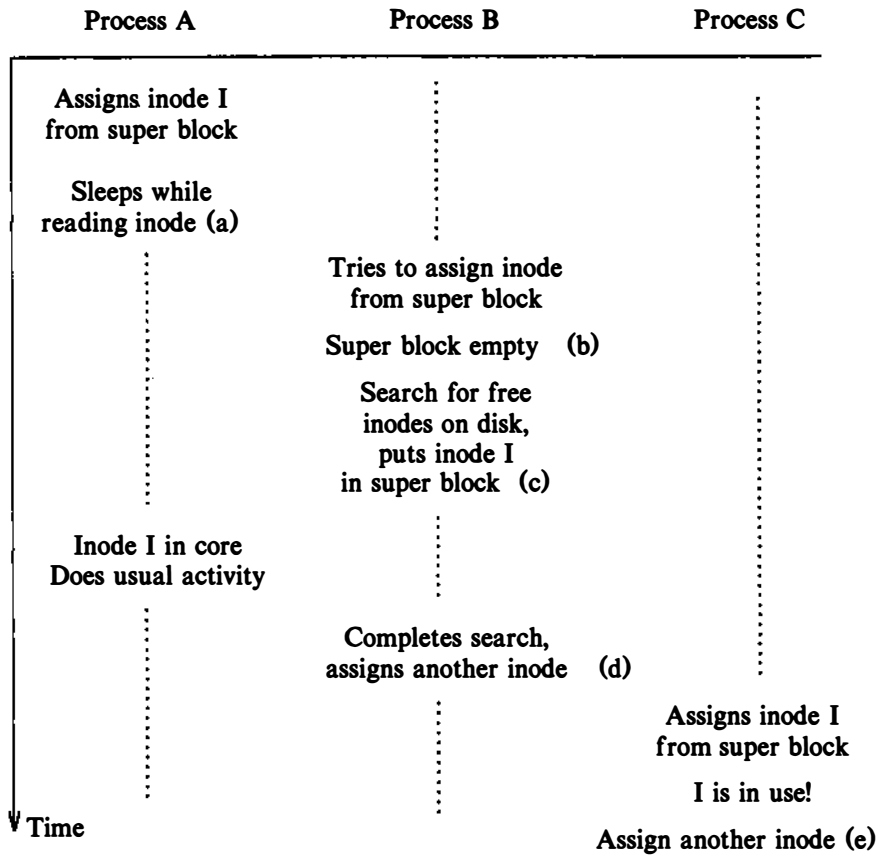 Process A
Process B
Process C
Assigns inode I
from super block
Sleeps while
reading inode (a)
Tries to assign inode
from super block
Super block empty (b)
Search for free
inodes on disk,
puts inode I
in super block (c)
Inode I in core
Does usual activity
Completes search,
assigns another inode (d)
Assigns inode I
from super block
I is in use!
Assign another inode (e)
Time